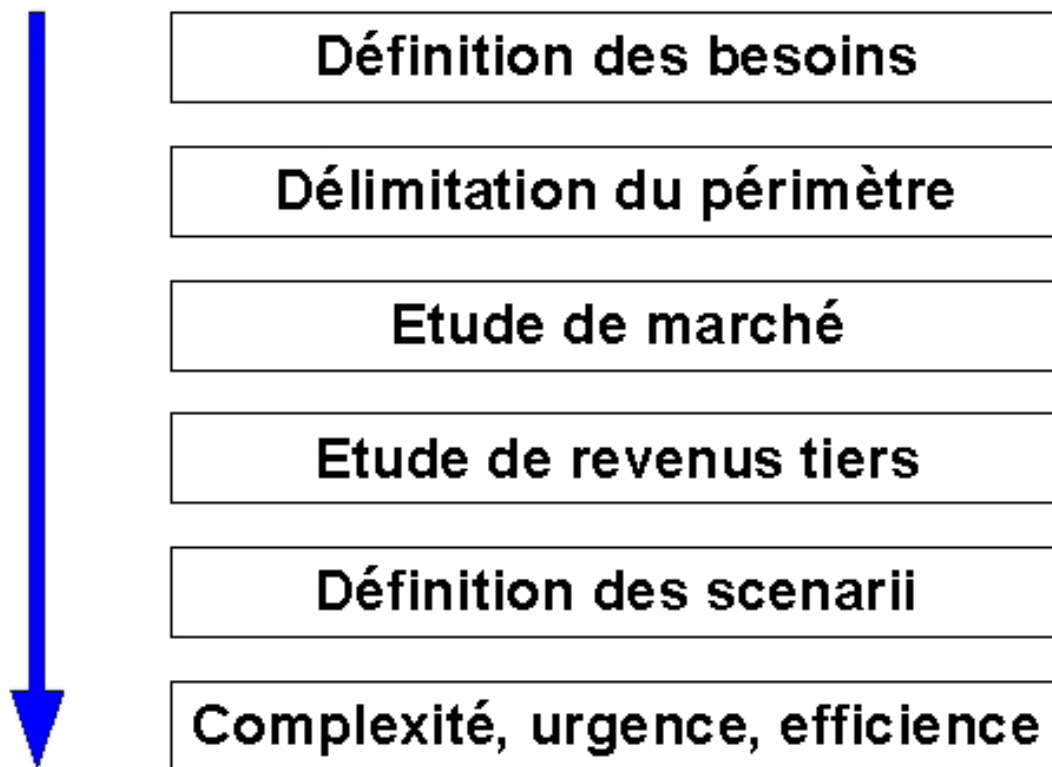 Définition des besoins
Délimitation du périmètre
Etude de marché
Etude de revenus tiers
Définition des scenarii
Complexité, urgence, efficience